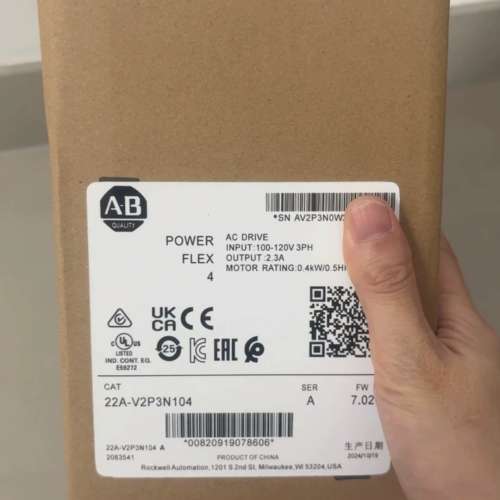 AB
QUALITY
*SN AV2P3N0W
POWER
FLEX
4
AC DRIVE
INPUT:100-120V 3PH
OUTPUT:2.3A
MOTOR RATING:0.4kW/0.5H
UK
CA
CE
UL
LISTED
IND. CONT. EQ.
E59272
25
EAC
CAT
22A-V2P3N104
SER
A
FW
7.02
22A-V2P3N104 A
2083541
*00820919078606*
PRODUCT OF CHINA
Rockwell Automation,1201 S 2nd St, Milwaukee,WI 53204,USA
生产日期
2024/10/19